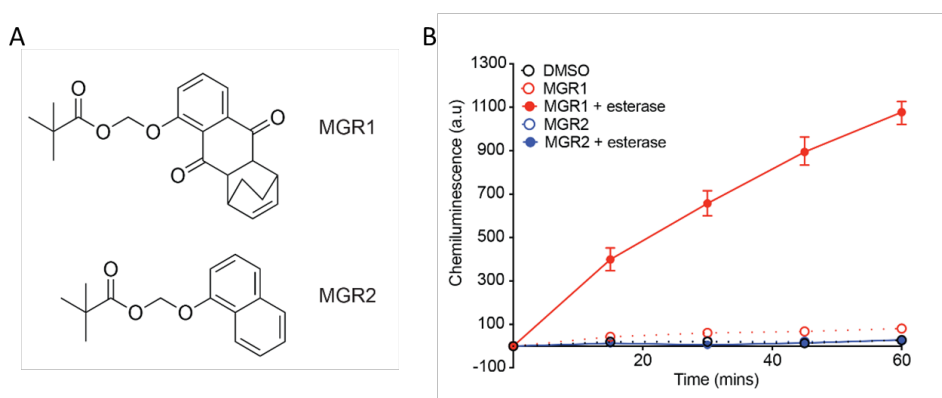 A
O
O
O
O
O
MGR1
O
O
O
MGR2
B
1300
1100
900
700
500
300
100
-100
Chemiluminescence (a.u)
DMSO
MGR1
MGR1 + esterase
MGR2
MGR2 + esterase
20
40
60
Time (mins)